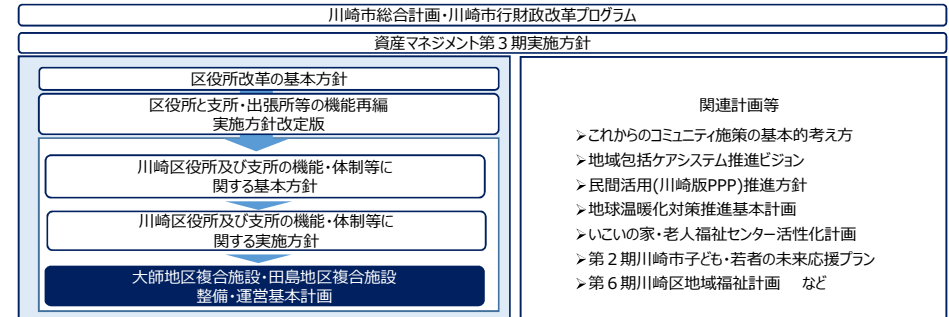 川崎市総合計画・川崎市行財政改革プログラム
資産マネジメント第３期実施方針
区役所改革の基本方針
区役所と支所・出張所等の機能再編
実施方針改定版
川崎区役所及び支所の機能・体制等に
関する基本方針
川崎区役所及び支所の機能・体制等に
関する実施方針
大師地区複合施設・田島地区複合施設
整備・運営基本計画
関連計画等
➢これからのコミュニティ施策の基本的考え方
➢地域包括ケアシステム推進ビジョン
➢民間活用(川崎版PPP)推進方針
➢地球温暖化対策推進基本計画
➢いこいの家・老人福祉センター活性化計画
➢第２期川崎市子ども・若者の未来応援プラン
➢第６期川崎区地域福祉計画　など